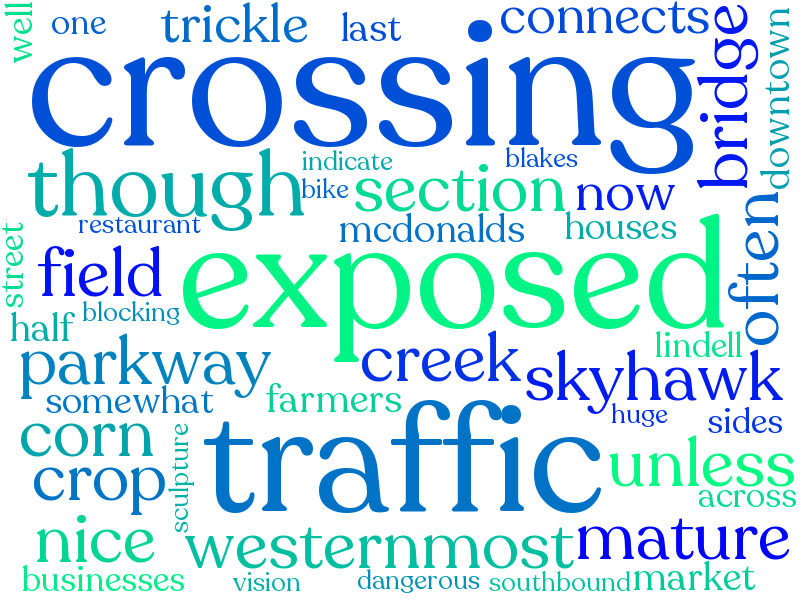 well
one
trickle
last
connects
crossing
bridge
downtown
though
indicate
blakes
bike
section
now
restaurant
mcdonalds
houses
often
street
field
exposed
blocking
half
lindell
parkway
creek
skyhawk
somewhat
farmers
huge
sides
corn
sculpture
traffic
unless
crop
across
nice
westernmost
mature
businesses
vision
dangerous
southbound
market